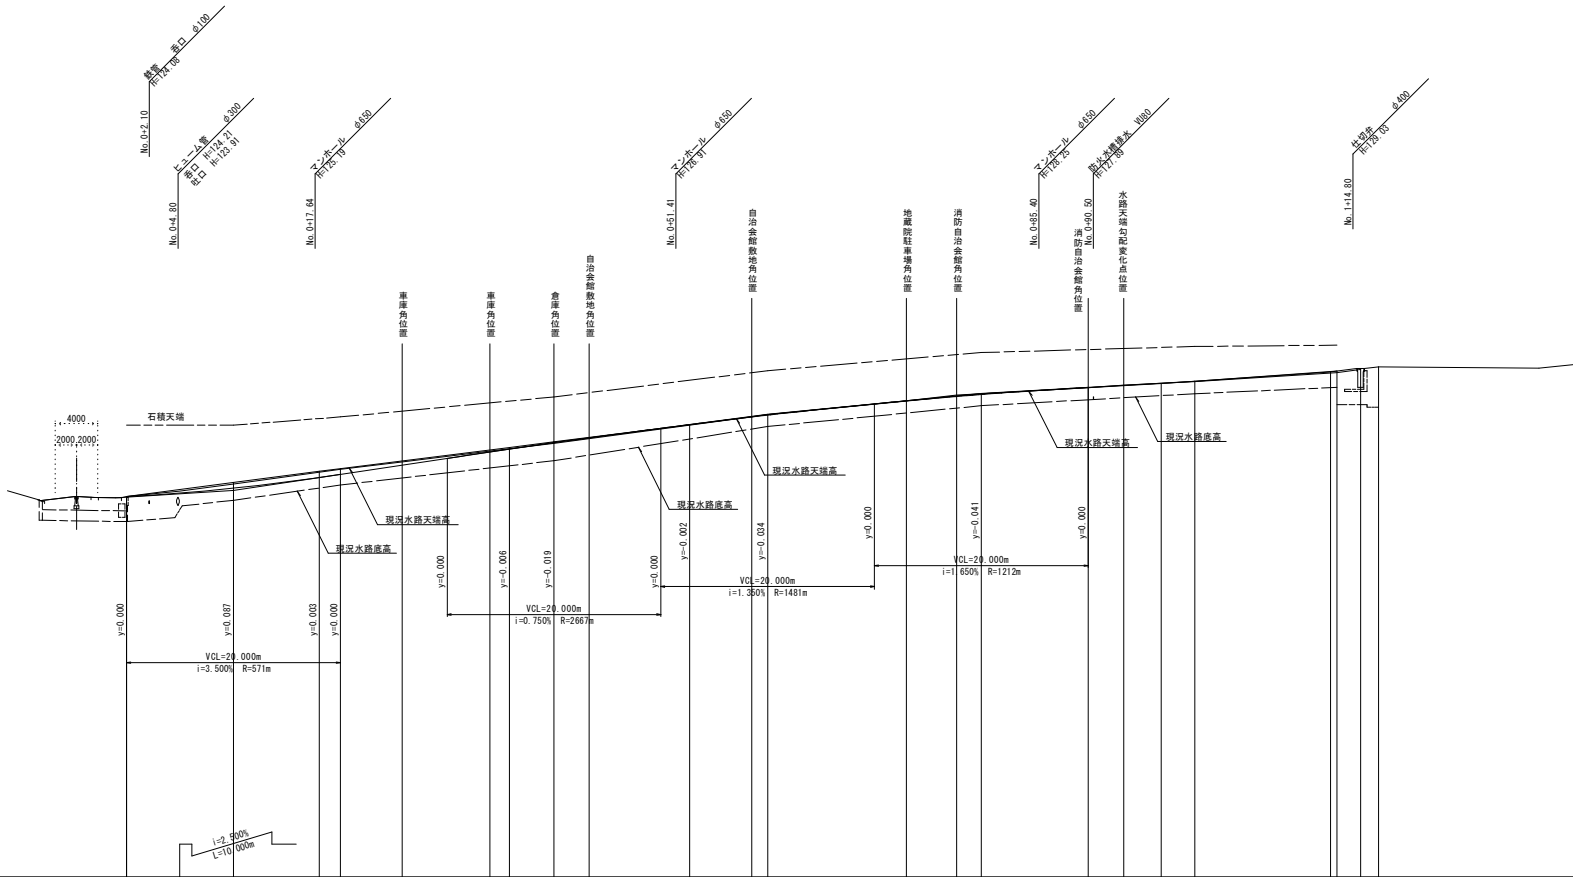 鉄管　呑口　φ100
H=124.08
No.0+2.10
ヒューム管　φ300
呑口　H=124.21
吐口　H=123.91
No.0+4.80
マンホール　φ650
H=125.19
No.0+17.64
マンホール　φ650
H=126.91
No.0+51.41
マンホール　φ650
H=128.25
No.0+85.40
防火水槽排水　VU80
H=127.89
No.0+90.50
仕切弁　φ400
H=129.03
No.1+14.80
車庫角位置
車庫角位置
倉庫角位置
自治会館敷地角位置
自治会館敷地角位置
地蔵院駐車場角位置
消防自治会館角位置
消防自治会館角位置
水路天端勾配変化点位置
4000
2000
2000
石積天端
現況水路天端高
現況水路底高
現況水路底高
現況水路天端高
現況水路天端高
現況水路底高
y=0.000
y=0.087
y=0.003
y=0.000
y=0.000
y=-0.006
y=-0.019
y=0.000
y=-0.002
y=-0.034
y=0.000
y=-0.041
y=0.000
VCL=20.000m
i=3.500%　R=571m
VCL=20.000m
i=0.750%　R=2667m
VCL=20.000m
i=1.350%　R=1481m
VCL=20.000m
i=1.650%　R=1212m
i=2.500%
L=10.000m